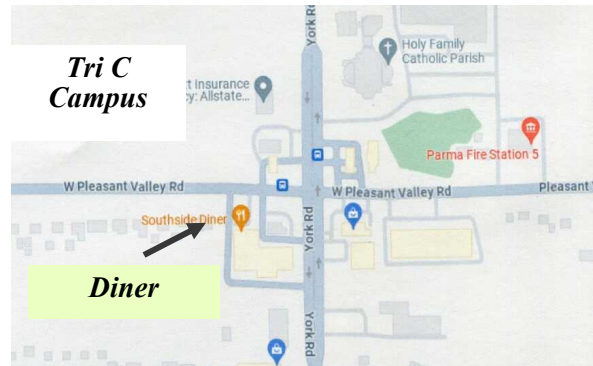 Tri C
Campus
York Rd
t Insurance
cy: Allstate...
Holy Family
Catholic Parish
Parma Fire Station 5
W Pleasant Valley Rd
W Pleasant Valley Rd
Pleasant
Southside Diner
York Rd
Diner
York Rd